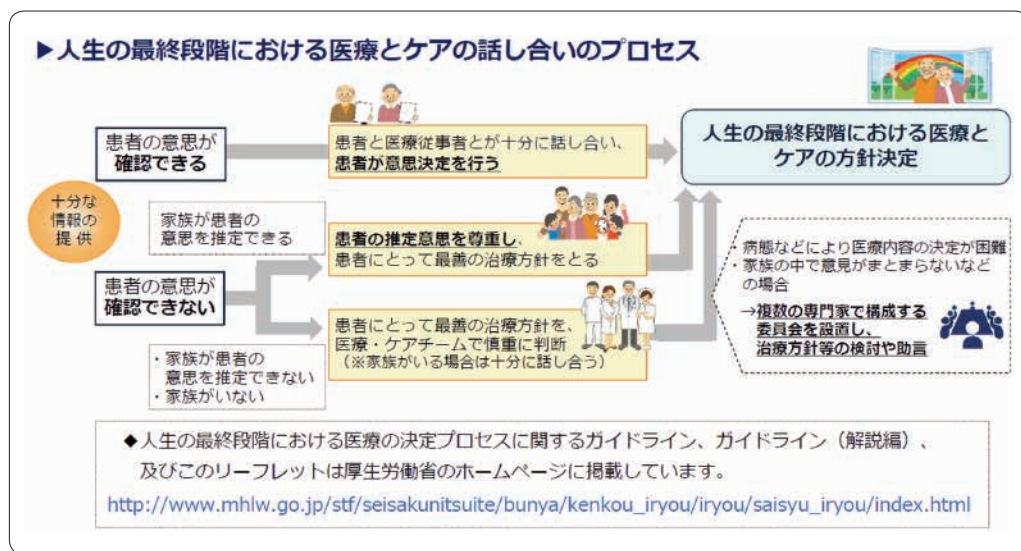 ▶人生の最終段階における医療とケアの話し合いのプロセス
患者の意思が
確認できる
患者と医療従事者とが十分に話し合い、
患者が意思決定を行う
人生の最終段階における医療と
ケアの方針決定
十分な
情報の
提供
家族が患者の
意思を推定できる
患者の推定意思を尊重し、
患者にとって最善の治療方針をとる
患者の意思が
確認できない
患者にとって最善の治療方針を、
医療・ケアチームで慎重に判断
(※家族がいる場合は十分に話し合う)
・家族が患者の
意思を推定できない
・家族がいない
・病態などにより医療内容の決定が困難
・家族の中で意見がまとまらないなど
の場合
→複数の専門家で構成する
委員会を設置し、
治療方針等の検討や助言
◆人生の最終段階における医療の決定プロセスに関するガイドライン、ガイドライン(解説編)、
及びこのリーフレットは厚生労働省のホームページに掲載しています。
http://www.mhlw.go.jp/stf/seisakunitsuite/bunya/kenkou_iryou/iryou/saisyu_iryou/index.html